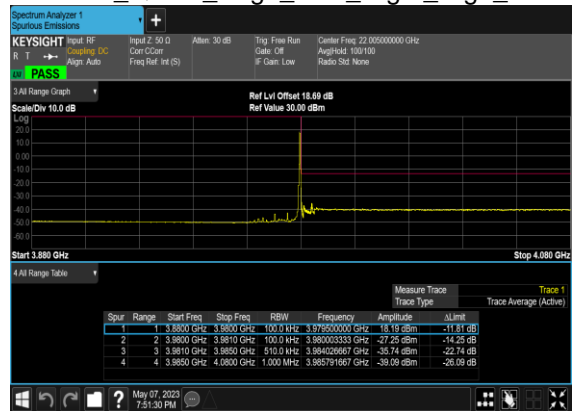 Spectrum Analyzer 1
Spurious Emissions
+
KEYSIGHT Input: RF Input Z: 50 Ω Atten: 30 dB Trig: Free Run Center Freq: 22.005000000 GHz
R T Coupling: DC Corr CCorr Gate: Off Avg|Hold: 100/100
Align: Auto Freq Ref: Int (S) IF Gain: Low Radio Std: None
PASS
3 All Range Graph
Ref Lvl Offset 18.69 dB
Scale/Div 10.0 dB Ref Value 30.00 dBm
Log
20.0
10.0
0.00
-10.0
-20.0
-30.0
-40.0
-50.0
-60.0
Start 3.880 GHz Stop 4.080 GHz
4 All Range Table
Measure Trace Trace 1
Trace Type Trace Average (Active)
Spur Range Start Freq Stop Freq RBW Frequency Amplitude ΔLimit
1 1 3.8800 GHz 3.9800 GHz 100.0 kHz 3.979500000 GHz 18.19 dBm -11.81 dB
2 2 3.9800 GHz 3.9810 GHz 100.0 kHz 3.980003333 GHz -27.25 dBm -14.25 dB
3 3 3.9810 GHz 3.9850 GHz 510.0 kHz 3.984026667 GHz -35.74 dBm -22.74 dB
4 4 3.9850 GHz 4.0800 GHz 1.000 MHz 3.985791667 GHz -39.09 dBm -26.09 dB
? May 07, 2023
7:51:30 PM